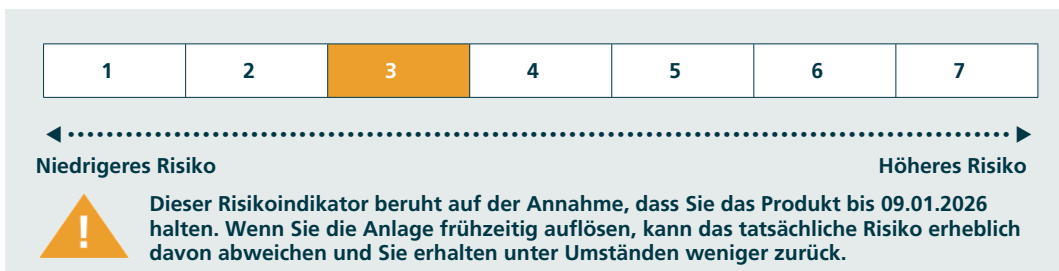 1 2 3 4 5 6 7
Niedrigeres Risiko Höheres Risiko
! Dieser Risikoindikator beruht auf der Annahme, dass Sie das Produkt bis 09.01.2026
halten. Wenn Sie die Anlage frühzeitig auflösen, kann das tatsächliche Risiko erheblich
davon abweichen und Sie erhalten unter Umständen weniger zurück.